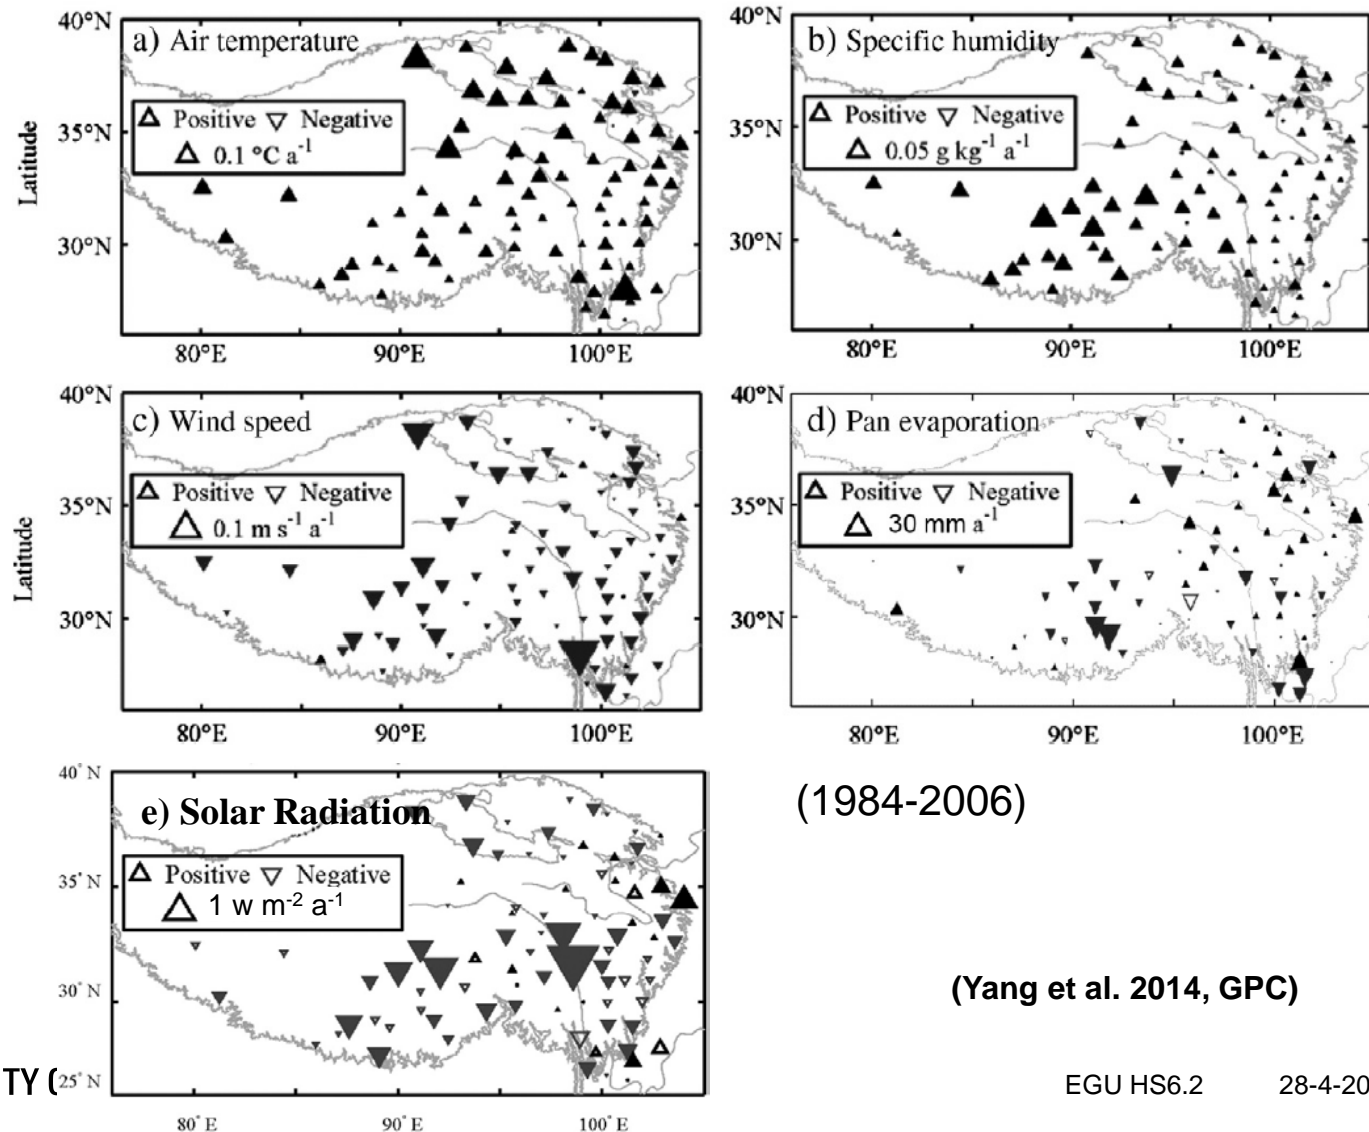 a) Air temperature
Positive Negative
0.1 °C a-1
40°N
35°N
30°N
Latitude
80°E 90°E 100°E
b) Specific humidity
Positive Negative
0.05 g kg-1 a-1
40°N
35°N
30°N
80°E 90°E 100°E
c) Wind speed
Positive Negative
0.1 m s-1 a-1
40°N
35°N
30°N
Latitude
80°E 90°E 100°E
d) Pan evaporation
Positive Negative
30 mm a-1
40°N
35°N
30°N
80°E 90°E 100°E
e) Solar Radiation
Positive Negative
1 w m-2 a-1
40° N
35° N
30° N
25° N
80° E 90° E 100° E
(1984-2006)
(Yang et al. 2014, GPC)
TY (
EGU HS6.2 28-4-20